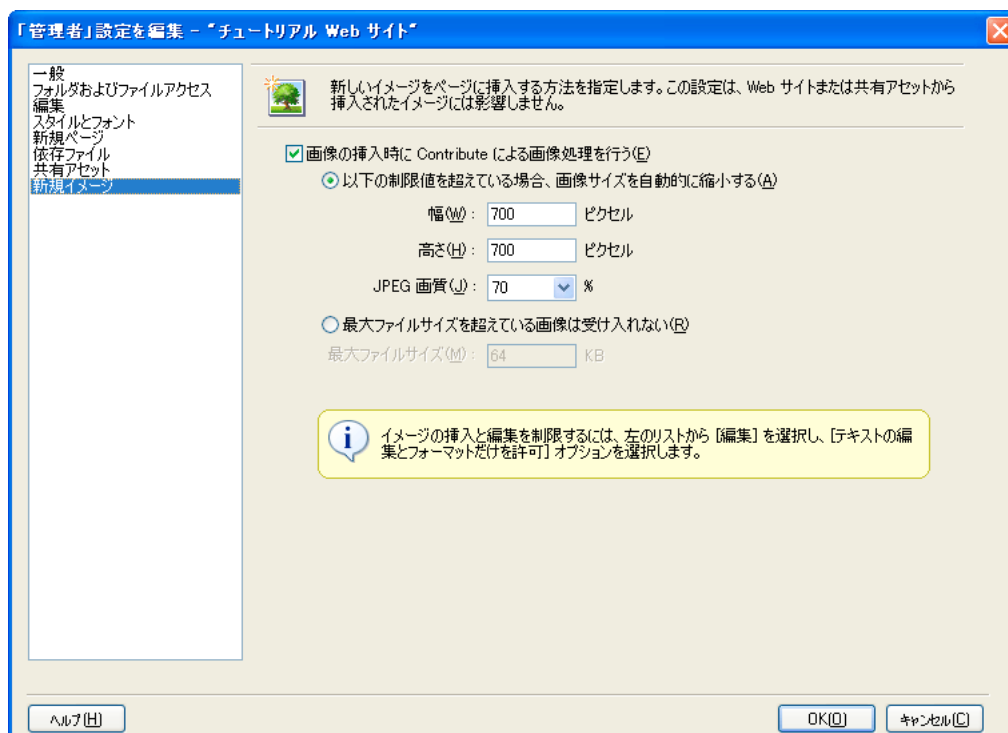 「管理者」設定を編集 - "チュートリアル Web サイト"
一般
フォルダおよびファイルアクセス
編集
スタイルとフォント
新規ページ
依存ファイル
共有アセット
新規イメージ
新しいイメージをページに挿入する方法を指定します。この設定は、Web サイトまたは共有アセットから
挿入されたイメージには影響しません。
画像の挿入時に Contribute による画像処理を行う(E)
以下の制限値を超えている場合、画像サイズを自動的に縮小する(A)
幅(W): 700 ピクセル
高さ(H): 700 ピクセル
JPEG 画質(J): 70 %
最大ファイルサイズを超えている画像は受け入れない(R)
最大ファイルサイズ(M): 64 KB
イメージの挿入と編集を制限するには、左のリストから [編集] を選択し、[テキストの編
集とフォーマットだけを許可] オプションを選択します。
ヘルプ(H) OK(O) キャンセル(C)